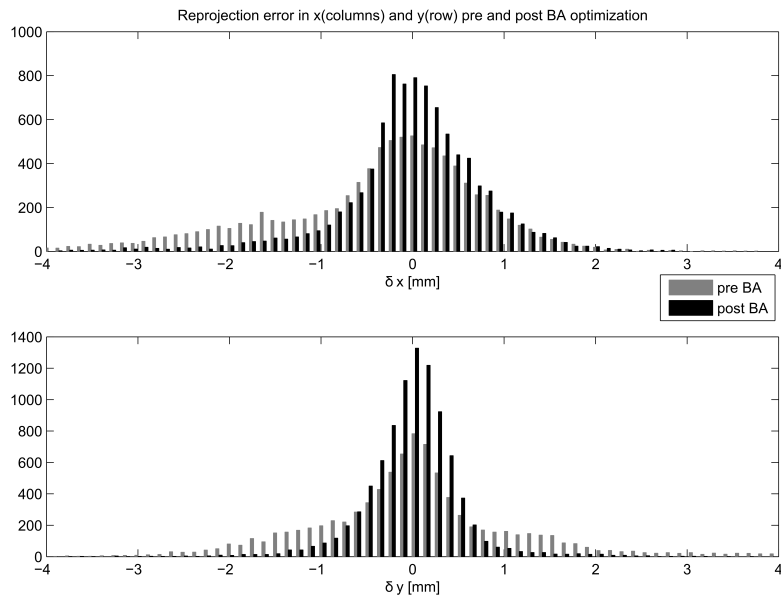 Reprojection error in x(columns) and y(row) pre and post BA optimization
1000
800
600
400
200
0
−4 −3 −2 −1 0 1 2 3 4
δ x [mm]
pre BA
post BA
1400
1200
1000
800
600
400
200
0
−4 −3 −2 −1 0 1 2 3 4
δ y [mm]